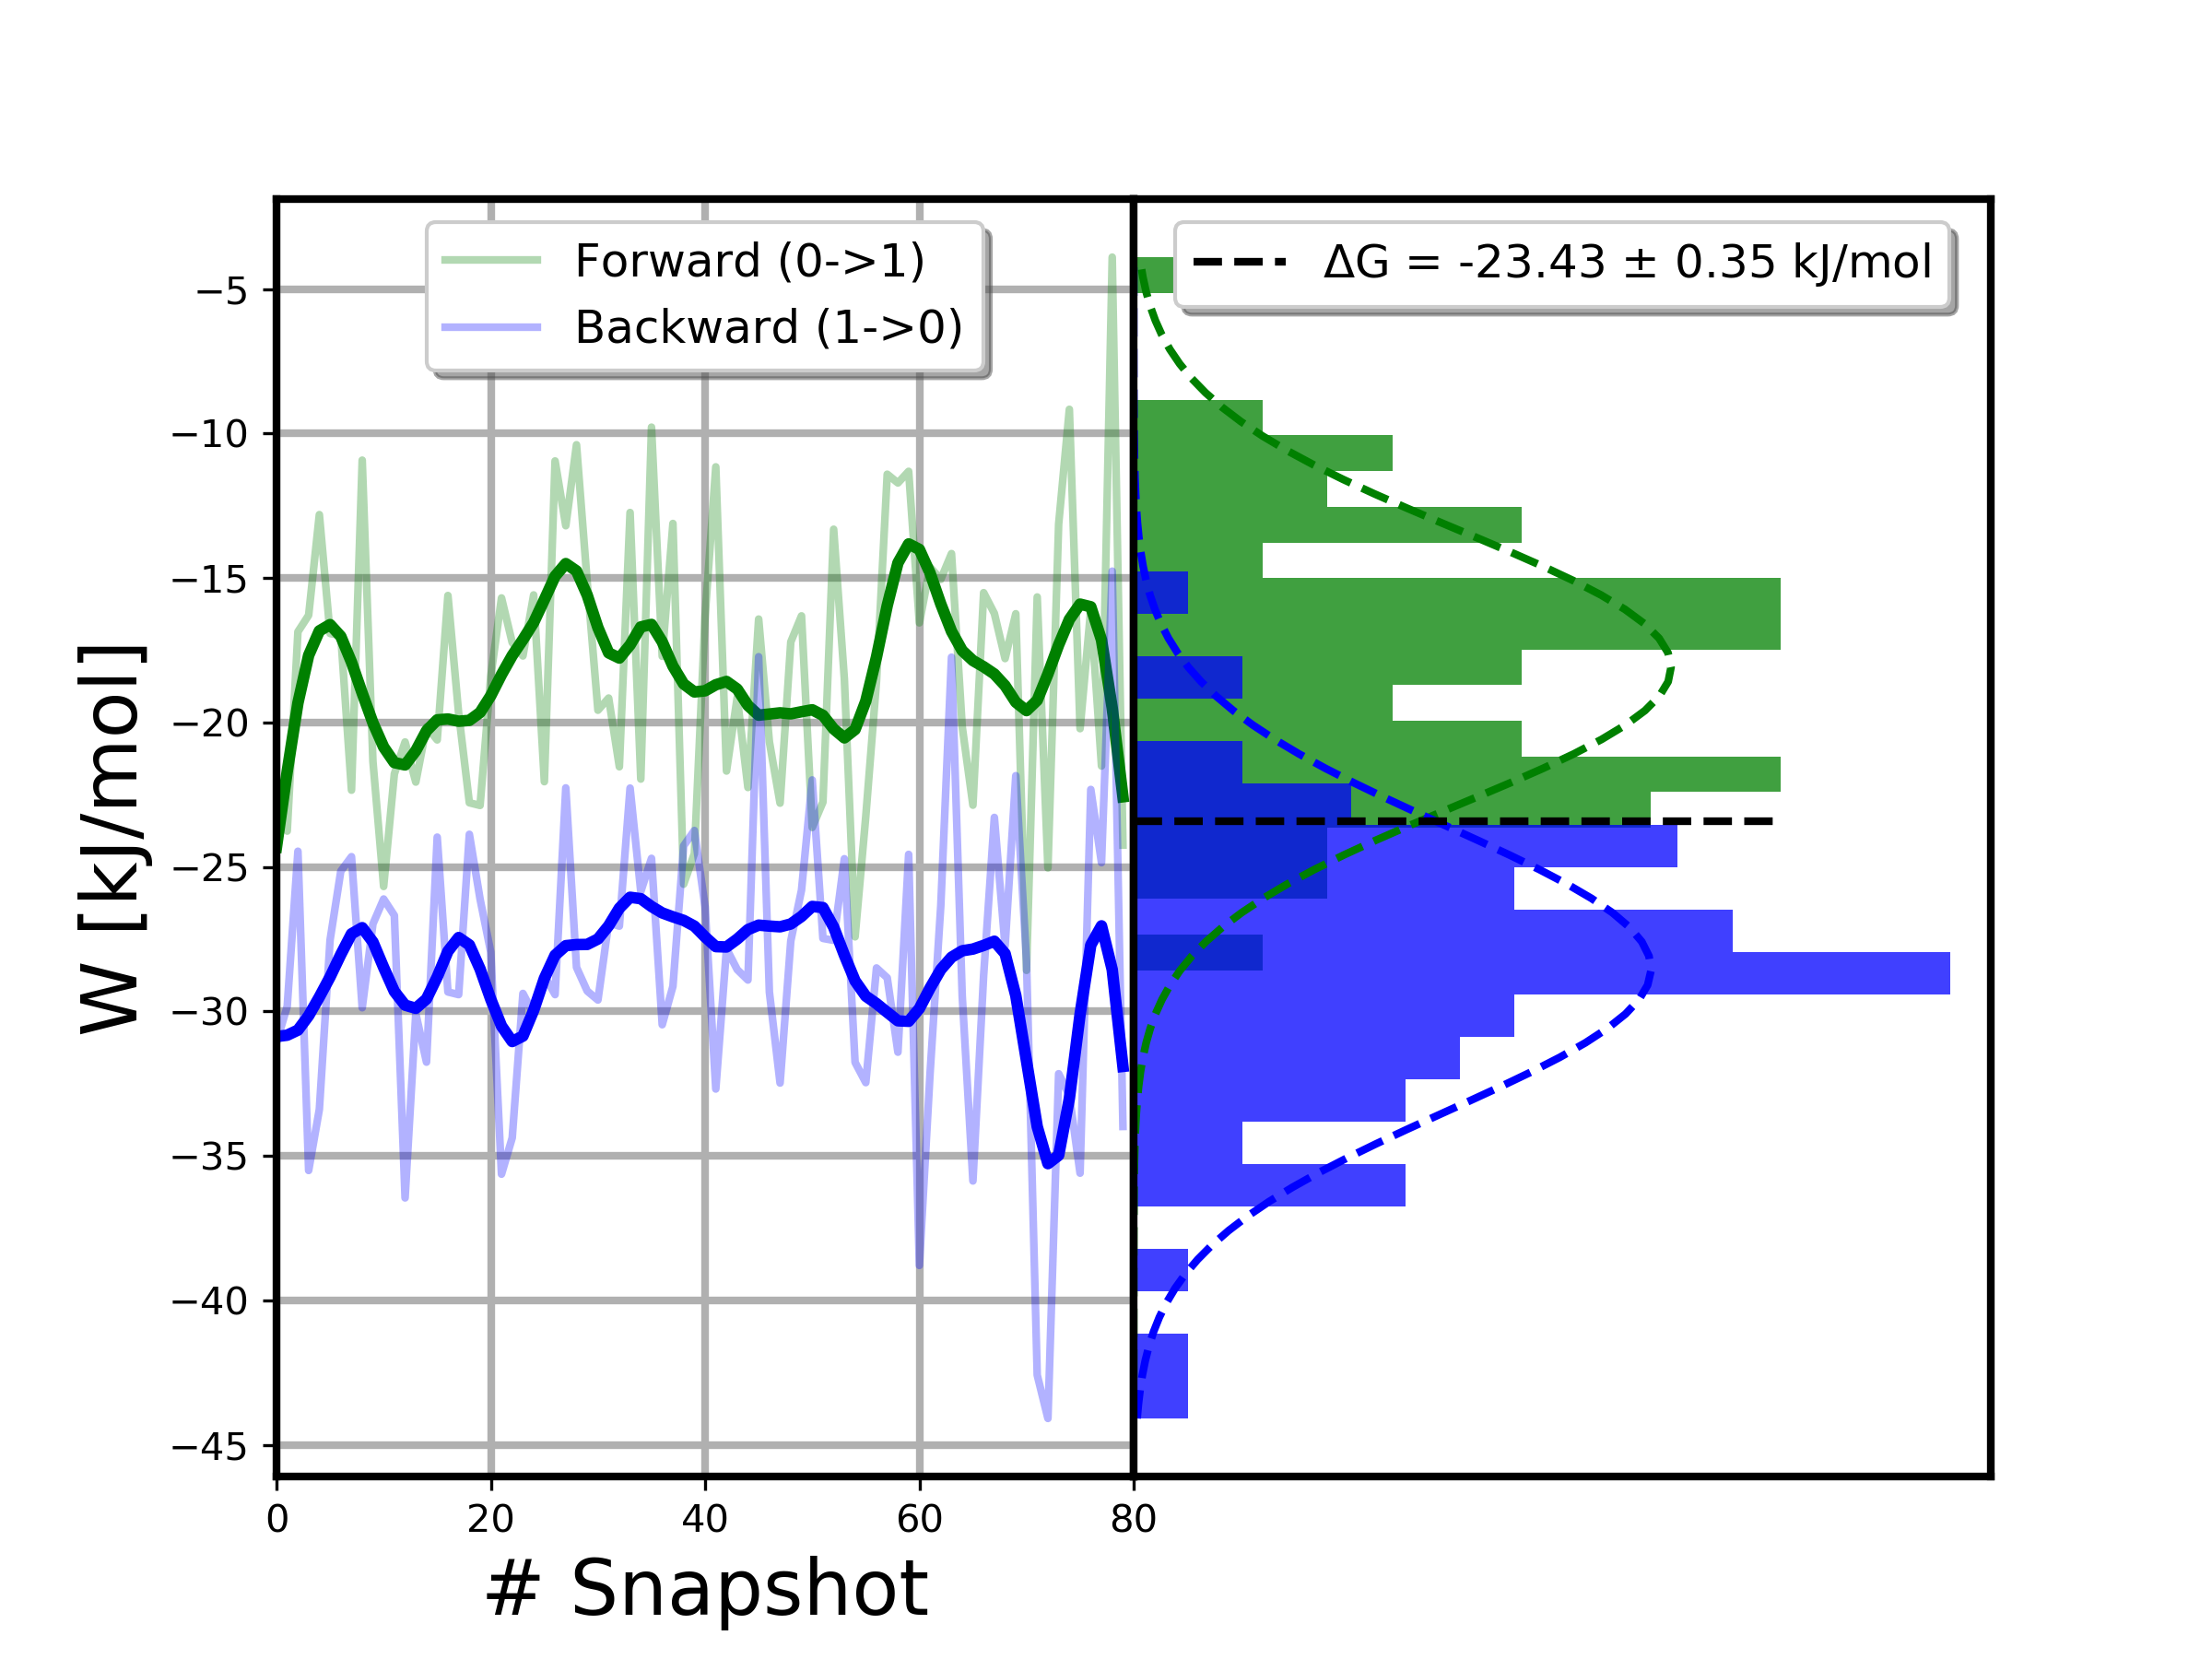 Forward (0->1)
Backward (1->0)
ΔG = -23.43 ± 0.35 kJ/mol
−5
−10
−15
−20
−25
−30
−35
−40
−45
W [kJ/mol]
0 20 40 60 80
# Snapshot